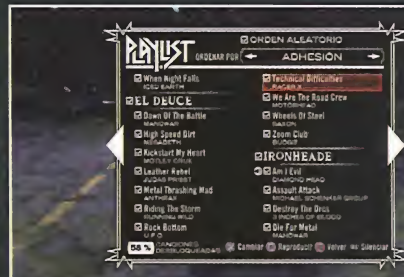 PLAYLIST
ORDEN ALEATORIO
ORDENAR POR
ADHESIÓN
When Night Falls
ICED EARTH
EL DEUCE
Dawn Of The Battle
MANOWAR
High Speed Dirt
MEGADETH
Kickstart My Heart
MOTLEY CRUE
Leather Rebel
JUDAS PRIEST
Metal Thrashing Mad
ANTHRAX
Riding The Storm
RUNNING WILD
Rock Bottom
U F O
Technical Difficulties
RACER X
We Are The Road Crew
MOTORHEAD
Wheels Of Steel
SAXON
Zoom Club
BUDGIE
IRONHEADE
Am I Evil
DIAMOND HEAD
Assault Attack
MICHAEL SCHENKER GROUP
Destroy The Orcs
3 INCHES OF BLOOD
Die For Metal
MANOWAR
58 % CANCIONES DESBLOQUEADAS
Cambiar Reproducir Volver Silenciar